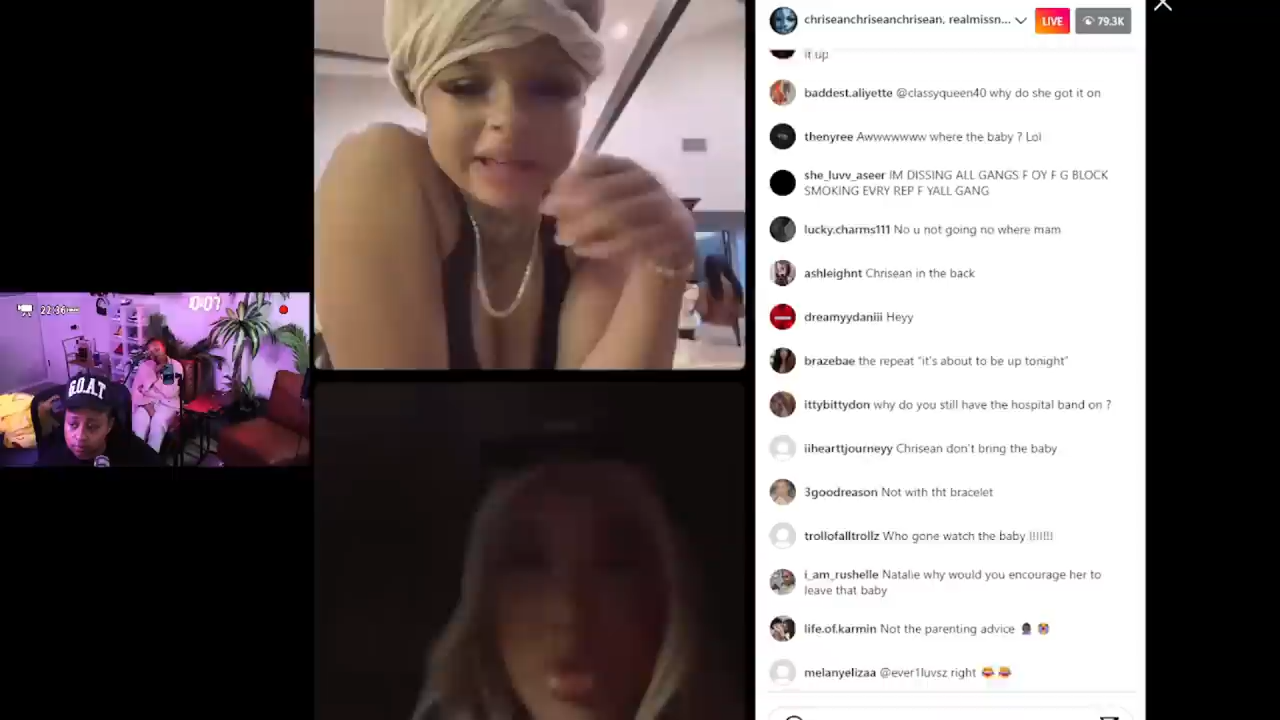 chriseanchriseanchrisean, realmissn...
LIVE
79.3K
it up
baddest.aliyette @classyqueen40 why do she got it on
thenyree Awwwwwww where the baby ? Lol
she_luvv_aseer IM DISSING ALL GANGS F OY F G BLOCK
SMOKING EVRY REP F YALL GANG
lucky.charms111 No u not going no where mam
ashleighnt Chrisean in the back
dreamyydaniii Heyy
brazebae the repeat “it’s about to be up tonight”
ittybittydon why do you still have the hospital band on ?
iihearttjourneyy Chrisean don't bring the baby
3goodreason Not with tht bracelet
trollofalltrollz Who gone watch the baby !!!!!!!
i_am_rushelle Natalie why would you encourage her to
leave that baby
life.of.karmin Not the parenting advice
melanyelizaa @ever1luvsz right
0:07
G.O.A.T